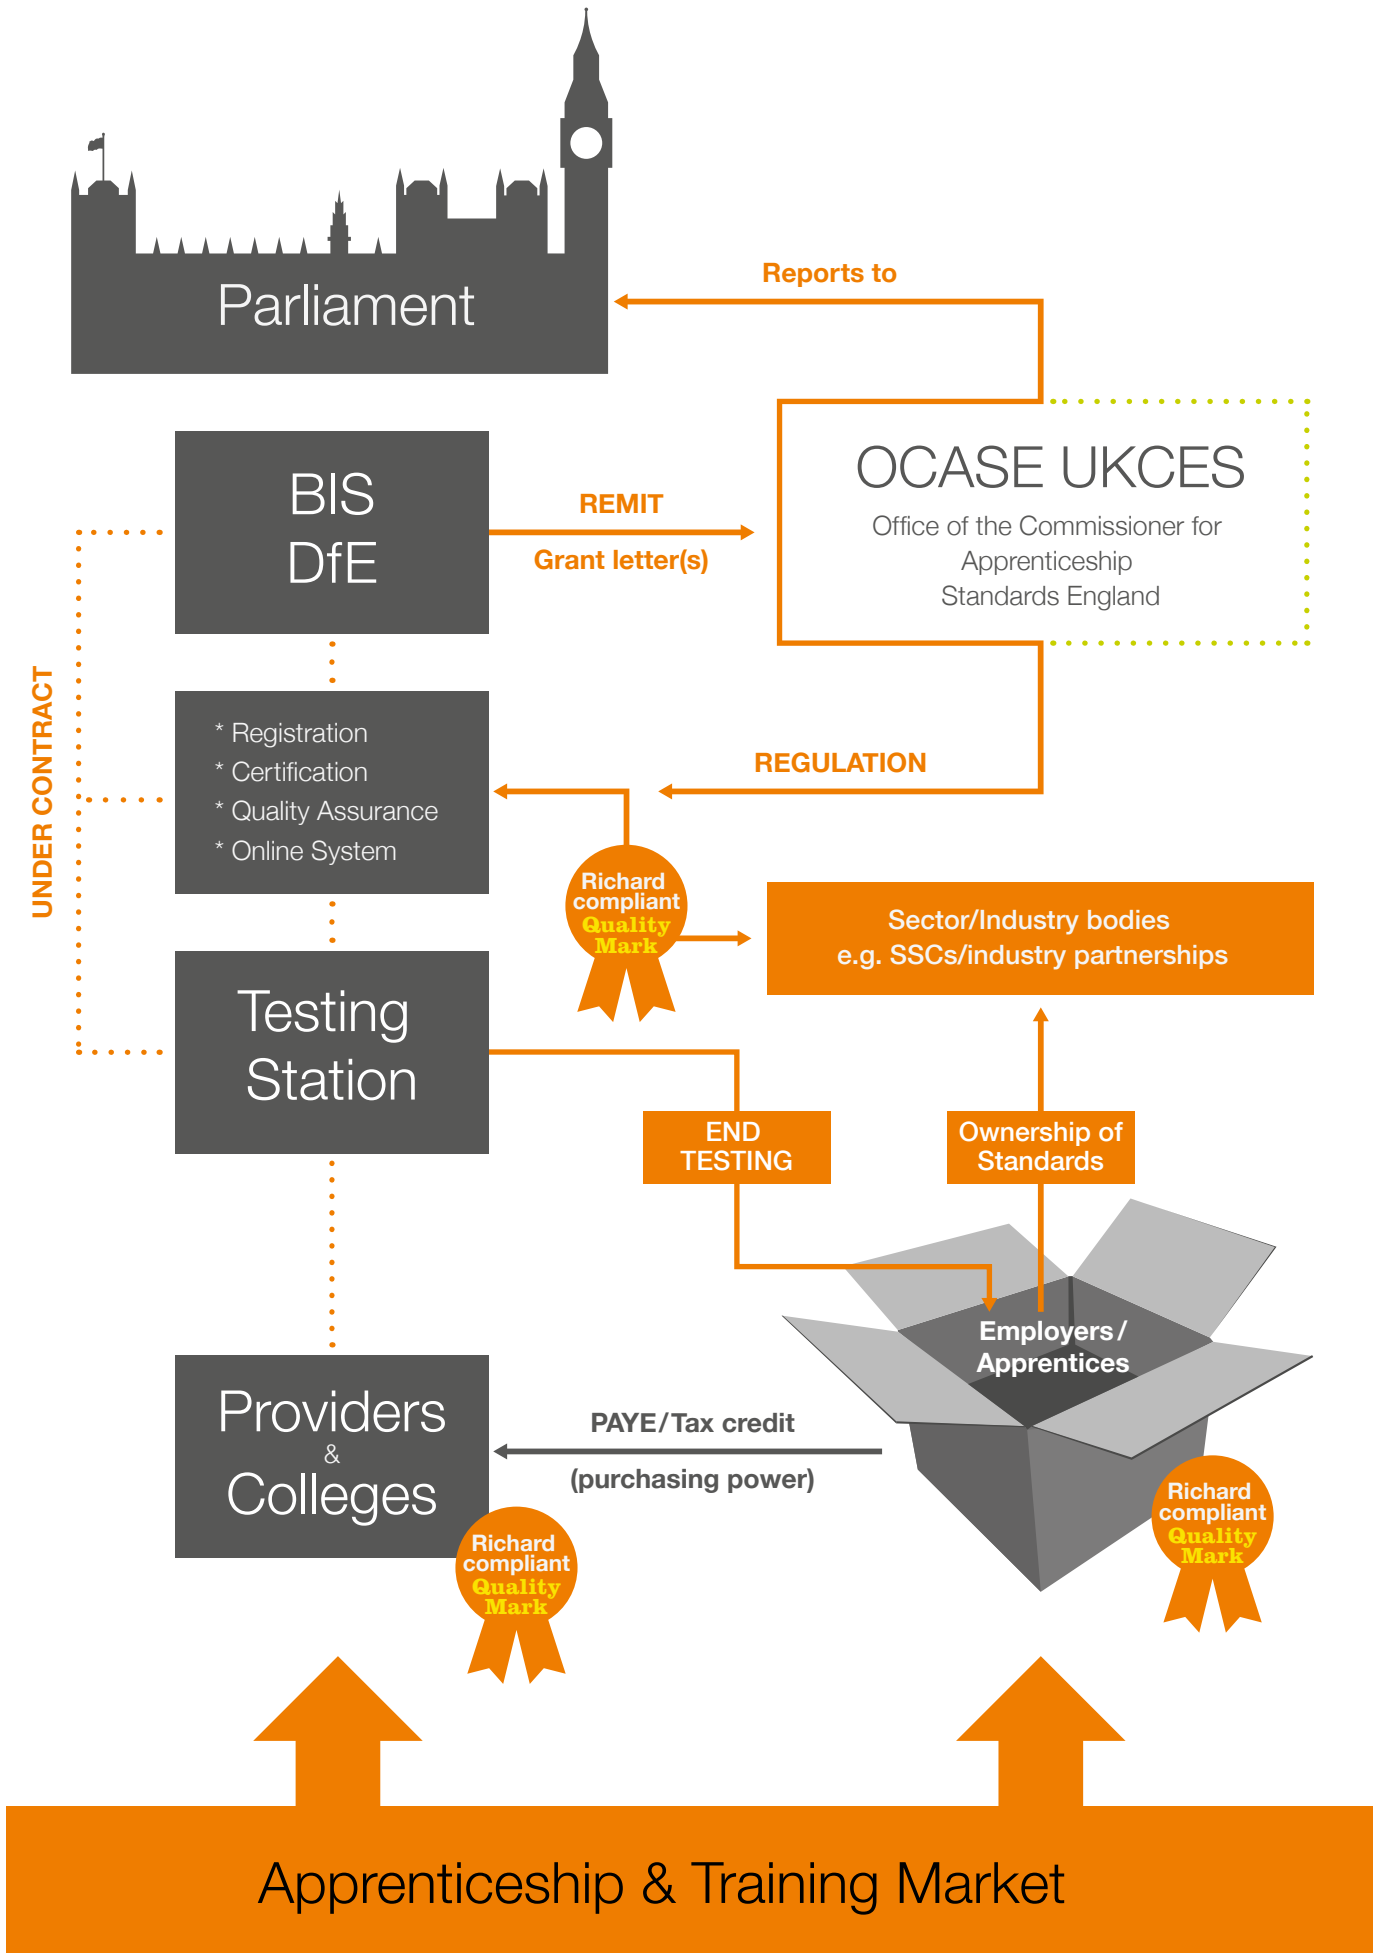 Parliament
Reports to
BIS
DfE
REMIT
Grant letter(s)
OCASE UKCES
Office of the Commissioner for
Apprenticeship
Standards England
UNDER CONTRACT
* Registration
* Certification
* Quality Assurance
* Online System
REGULATION
Richard
compliant
Quality
Mark
Sector/Industry bodies
e.g. SSCs/industry partnerships
Testing
Station
END
TESTING
Ownership of
Standards
Employers/
Apprentices
Providers
&
Colleges
PAYE/Tax credit
(purchasing power)
Richard
compliant
Quality
Mark
Richard
compliant
Quality
Mark
Apprenticeship & Training Market